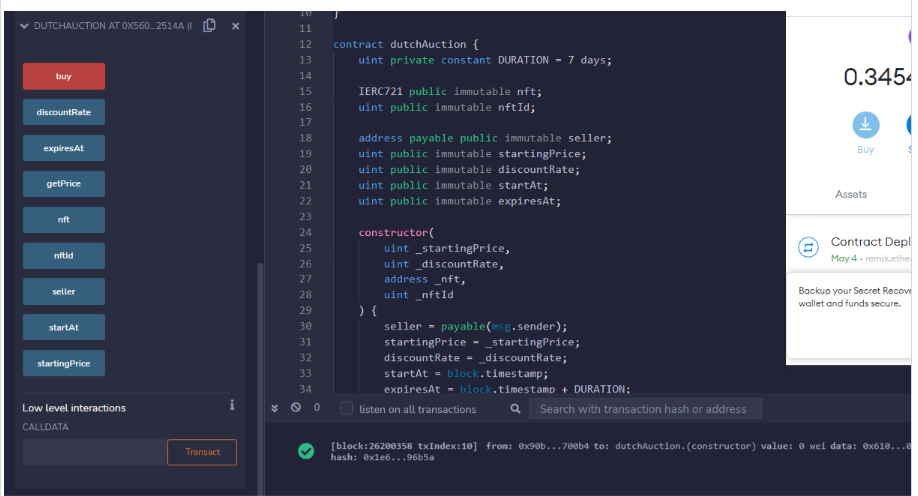 DUTCHAUCTION AT 0X560...2514A (I
buy
discountRate
expiresAt
getPrice
nft
nftId
seller
startAt
startingPrice
Low level interactions
CALLDATA
Transact
10 }
11
12 contract dutchAuction {
13 uint private constant DURATION = 7 days;
14
15 IERC721 public immutable nft;
16 uint public immutable nftId;
17
18 address payable public immutable seller;
19 uint public immutable startingPrice;
20 uint public immutable discountRate;
21 uint public immutable startAt;
22 uint public immutable expiresAt;
23
24 constructor(
25 uint _startingPrice,
26 uint _discountRate,
27 address _nft,
28 uint _nftId
29 ) {
30 seller = payable(msg.sender);
31 startingPrice = _startingPrice;
32 discountRate = _discountRate;
33 startAt = block.timestamp;
34 expiresAt = block.timestamp + DURATION;
0 listen on all transactions Search with transaction hash or address
[block:26200358 txIndex:10] from: 0x90b...700b4 to: dutchAuction.(constructor) value: 0 wei data: 0x610...0
hash: 0x1e6...96b5a
0.3454
Buy
Assets
Contract Depl
May 4 · remix.ether
Backup your Secret Recove
wallet and funds secure.